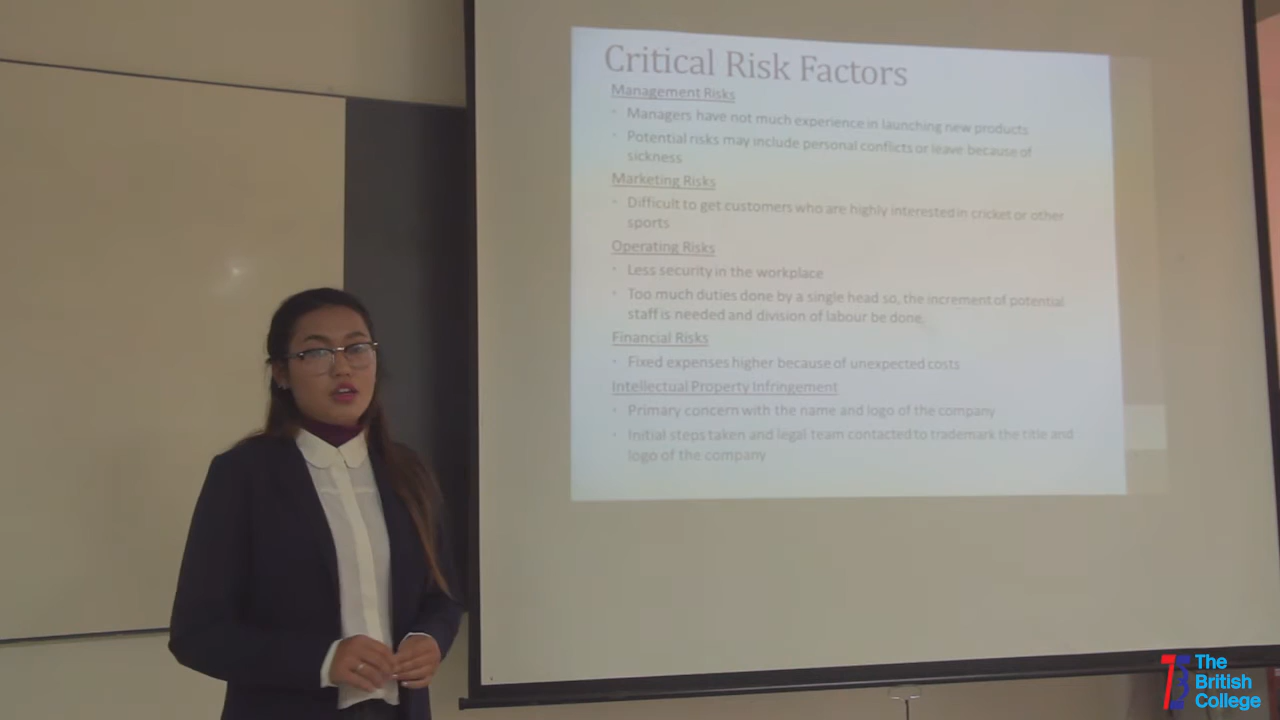 Critical Risk Factors
Management Risks
Managers have not much experience in launching new products
Potential risks may include personal conflicts or leave because of
sickness
Marketing Risks
Difficult to get customers who are highly interested in cricket or other
sports
Operating Risks
Less security in the workplace
Too much duties done by a single head so, the increment of potential
staff is needed and division of labour be done.
Financial Risks
Fixed expenses higher because of unexpected costs
Intellectual Property Infringement
Primary concern with the name and logo of the company
Initial steps taken and legal team contacted to trademark the title and
logo of the company
The
British
College